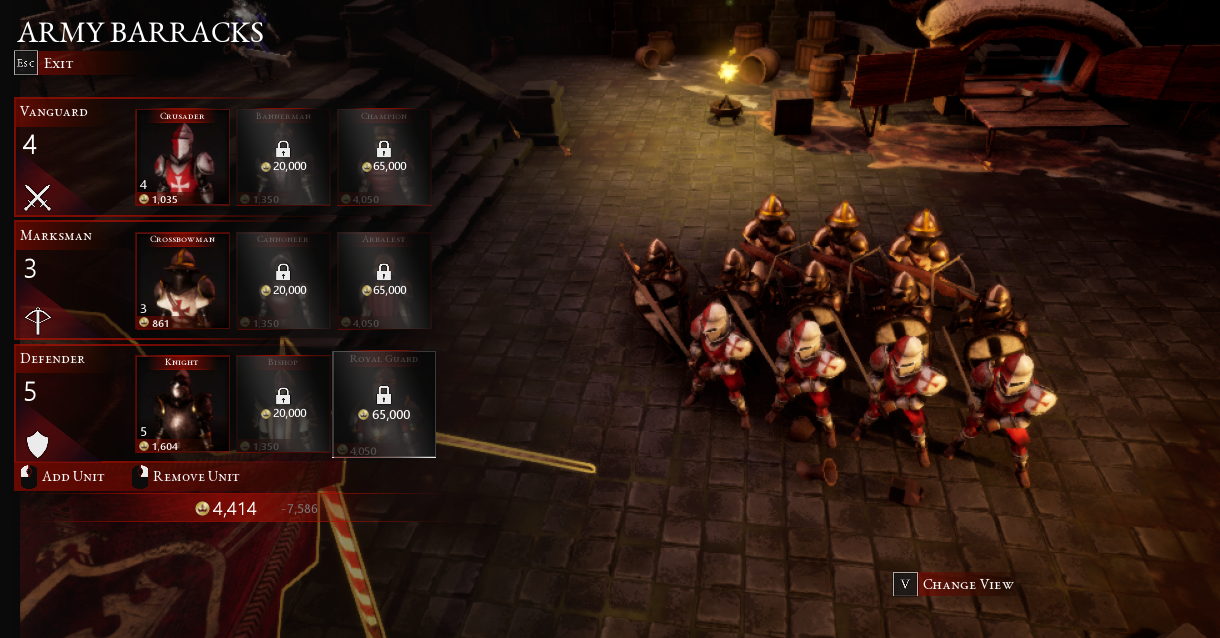 ARMY BARRACKS
Esc Exit
Vanguard
4
Crusader
4
1,035
Bannerman
20,000
1,350
Champion
65,000
4,050
Marksman
3
Crossbowman
3
861
Cannoneer
20,000
1,350
Arbalest
65,000
4,050
Defender
5
Knight
5
1,604
Bishop
20,000
1,350
Royal Guard
65,000
4,050
Add Unit
Remove Unit
4,414 -7,586
V Change View